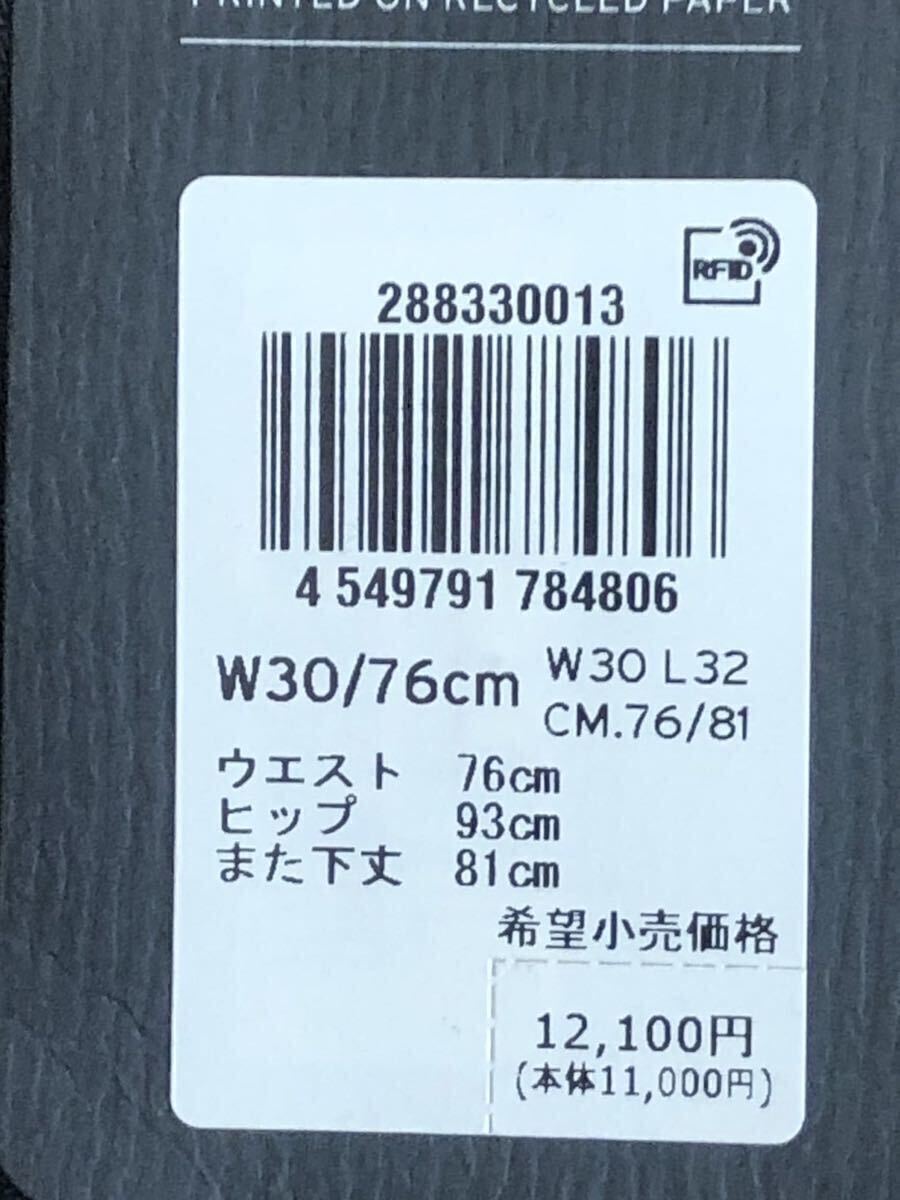 PRINTED ON RECYCLED PAPER
RFID
288330013
4 549791 784806
W30/76cm
W30 L32
CM.76/81
ウエスト 76cm
ヒップ 93cm
また下丈 81cm
希望小売価格
12,100円
(本体11,000円)